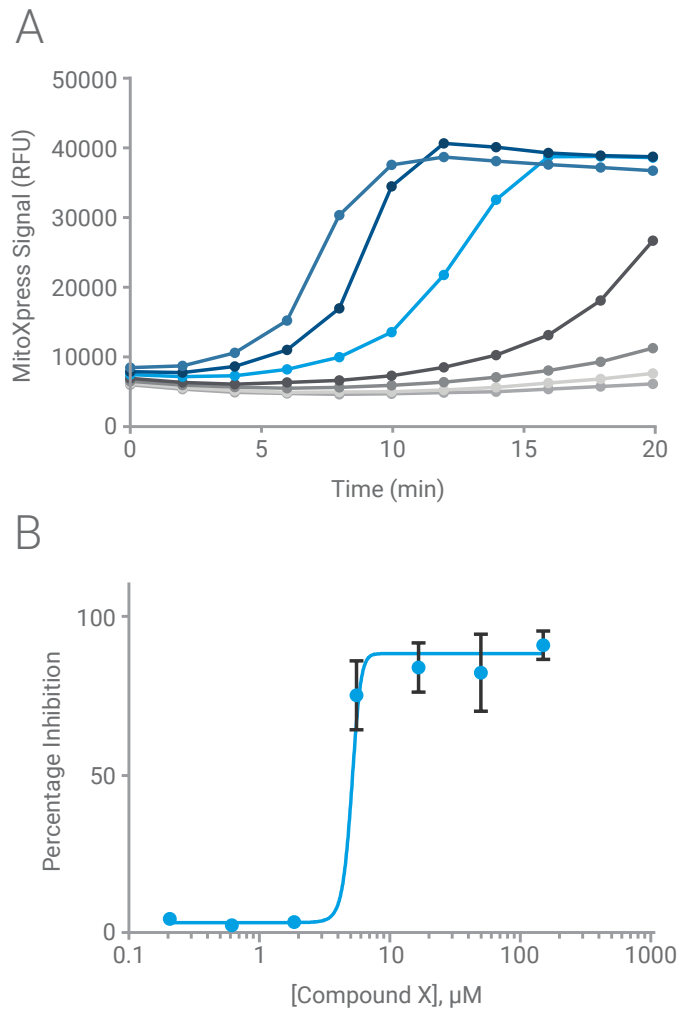 A
50000
40000
30000
20000
10000
0
MitoXpress Signal (RFU)
0 5 10 15 20
Time (min)
B
100
50
0
Percentage Inhibition
0.1 1 10 100 1000
[Compound X], µM